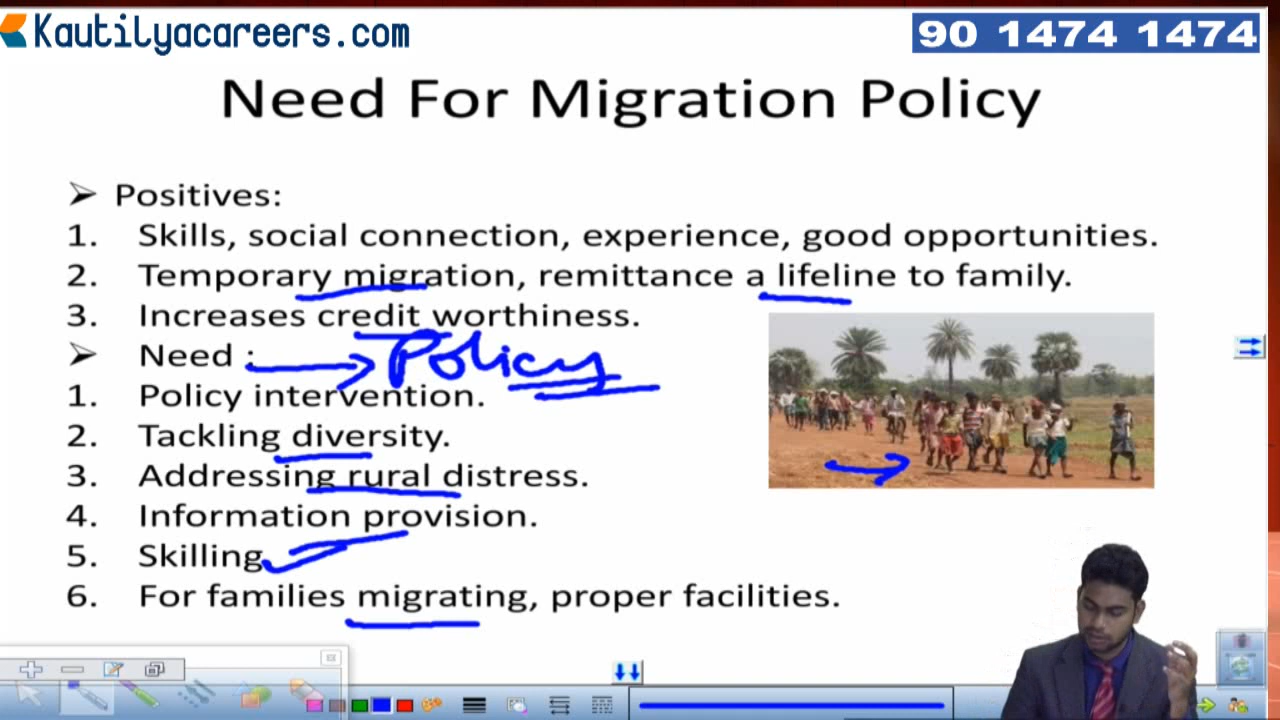 Kautilyacareers.com
90 1474 1474
Need For Migration Policy
➢ Positives:
1. Skills, social connection, experience, good opportunities.
2. Temporary migration, remittance a lifeline to family.
3. Increases credit worthiness.
➢ Need : Policy
1. Policy intervention.
2. Tackling diversity.
3. Addressing rural distress.
4. Information provision.
5. Skilling
6. For families migrating, proper facilities.